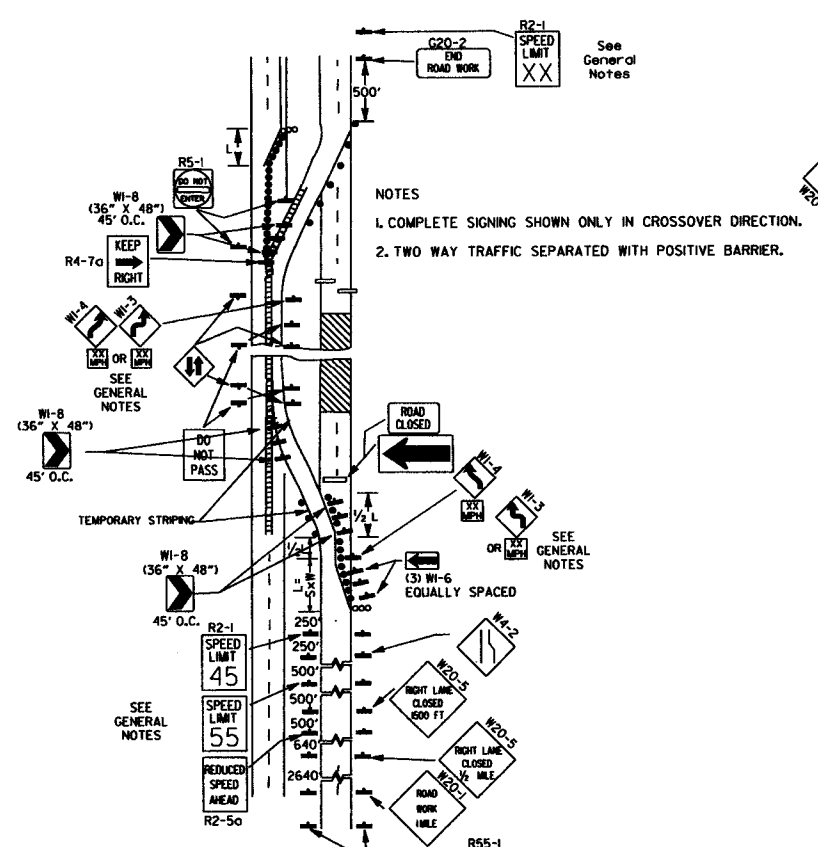 R2-1
SPEED
LIMIT
XX
See
General
Notes
G20-2
END
ROAD WORK
500'
L
R5-1
DO NOT
ENTER
W1-8
(36" X 48")
45' O.C.
KEEP
RIGHT
R4-7a
NOTES
1. COMPLETE SIGNING SHOWN ONLY IN CROSSOVER DIRECTION.
2. TWO WAY TRAFFIC SEPARATED WITH POSITIVE BARRIER.
W20
W1-4
W1-3
XX
MPH
OR
XX
MPH
SEE
GENERAL
NOTES
W1-8
(36" X 48")
45' O.C.
DO
NOT
PASS
ROAD
CLOSED
W1-4
XX
MPH
W1-3
OR
XX
MPH
SEE
GENERAL
NOTES
TEMPORARY STRIPING
½ L
½ L
L=
SxW
W1-8
(36" X 48")
45' O.C.
(3) W1-6
EQUALLY SPACED
250'
250'
500'
500'
500'
640'
2640'
R2-1
SPEED
LIMIT
45
SEE
GENERAL
NOTES
SPEED
LIMIT
55
REDUCED
SPEED
AHEAD
R2-5a
W4-2
W20-5
RIGHT LANE
CLOSED
1500 FT.
W20-5
RIGHT LANE
CLOSED
½ MILE
W20-1
ROAD
WORK
1 MILE
R55-1